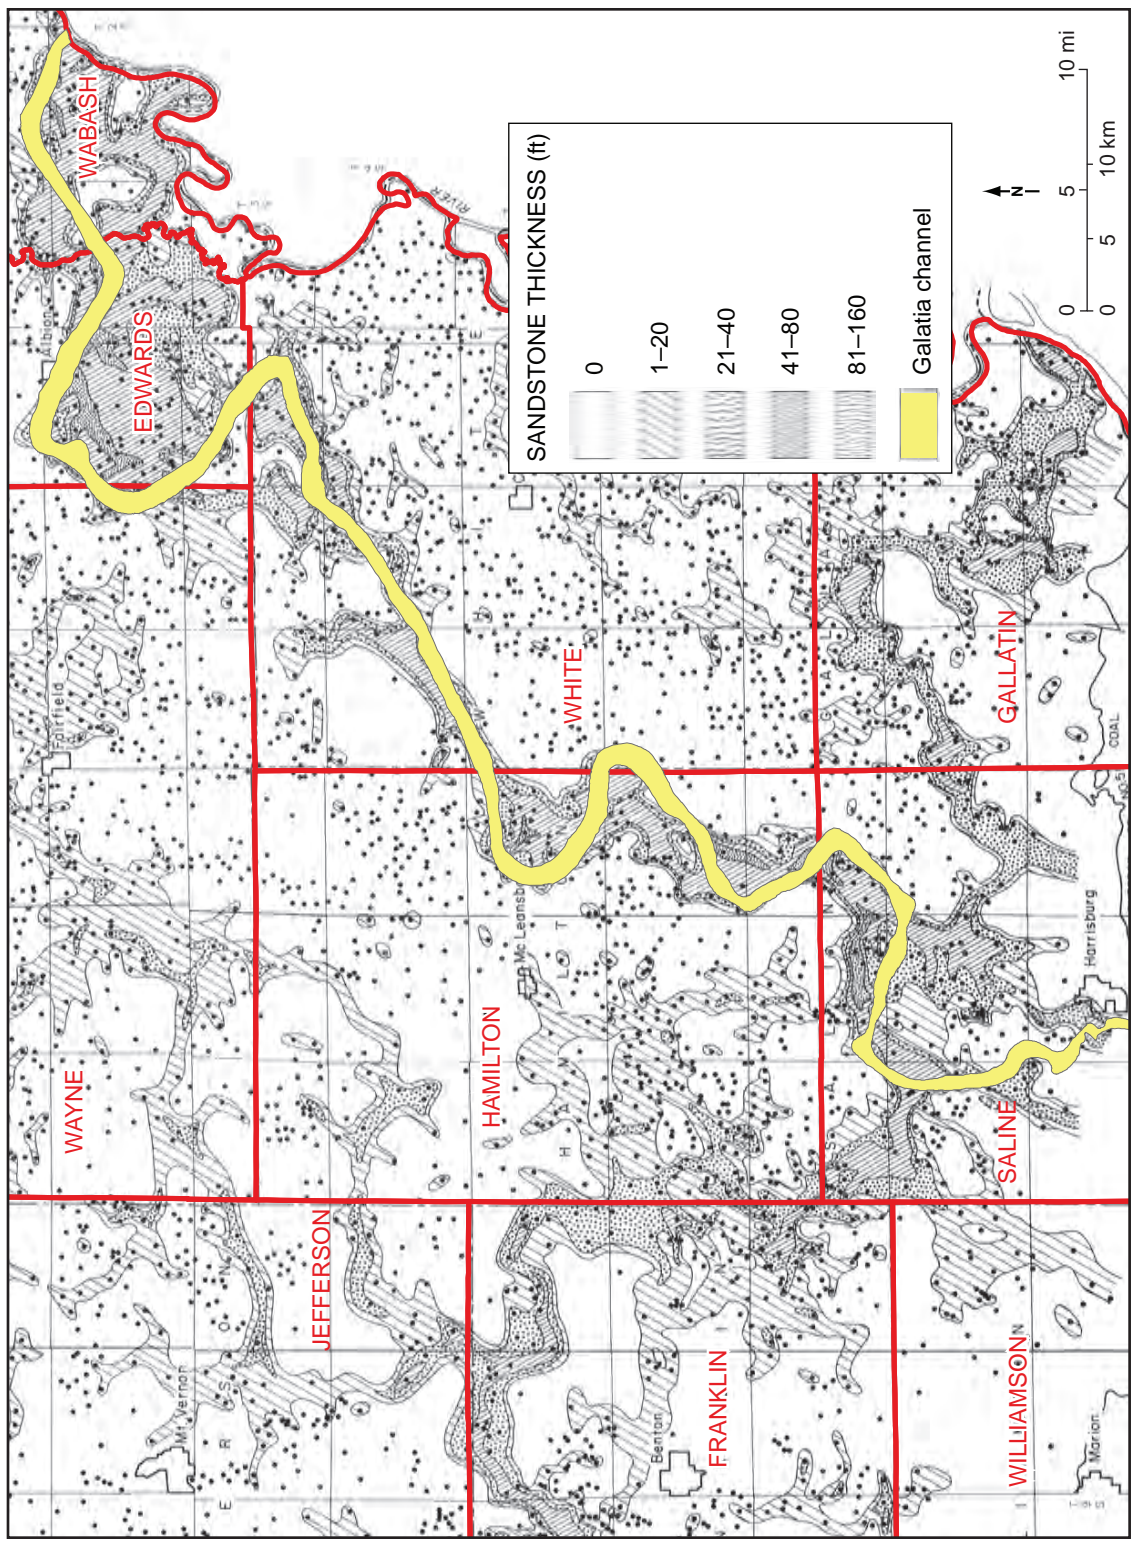 WABASH
EDWARDS
Albion
WAYNE
Fairfield
WHITE
HAMILTON
Mc Leans
JEFFERSON
Mt Vernon
FRANKLIN
Benton
WILLIAMSON
Marion
SALINE
Harrisburg
GALLATIN
COAL
RIVER
SANDSTONE THICKNESS (ft)
0
1–20
21–40
41–80
81–160
Galatia channel
N
0 5 10 mi
0 5 10 km